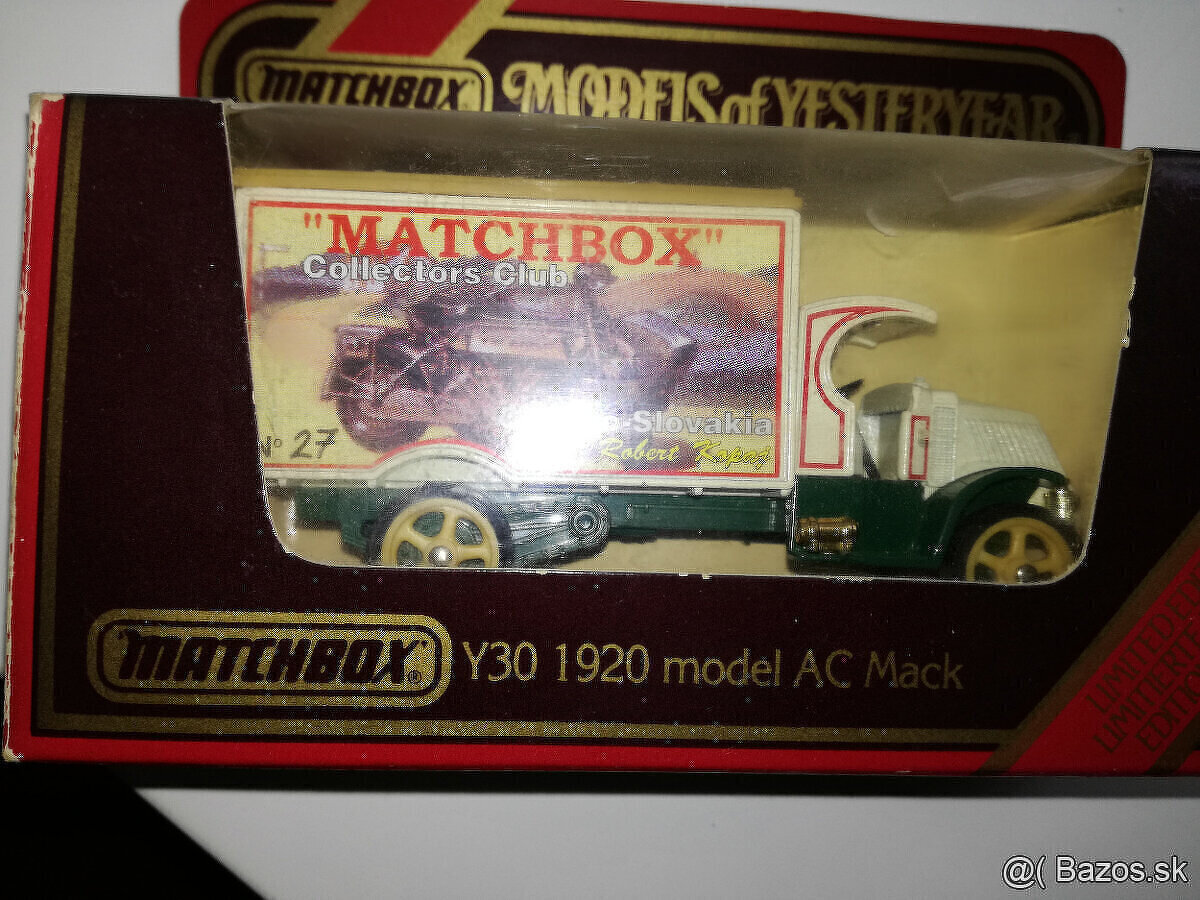 MATCHBOX MODELS of YESTERYEAR
"MATCHBOX"
Collectors Club
-Slovakia
Robert Kopaj
Nº 27
"MATCHBOX"® Y30 1920 model AC Mack
LIMITED
EDITION
@( Bazos.sk